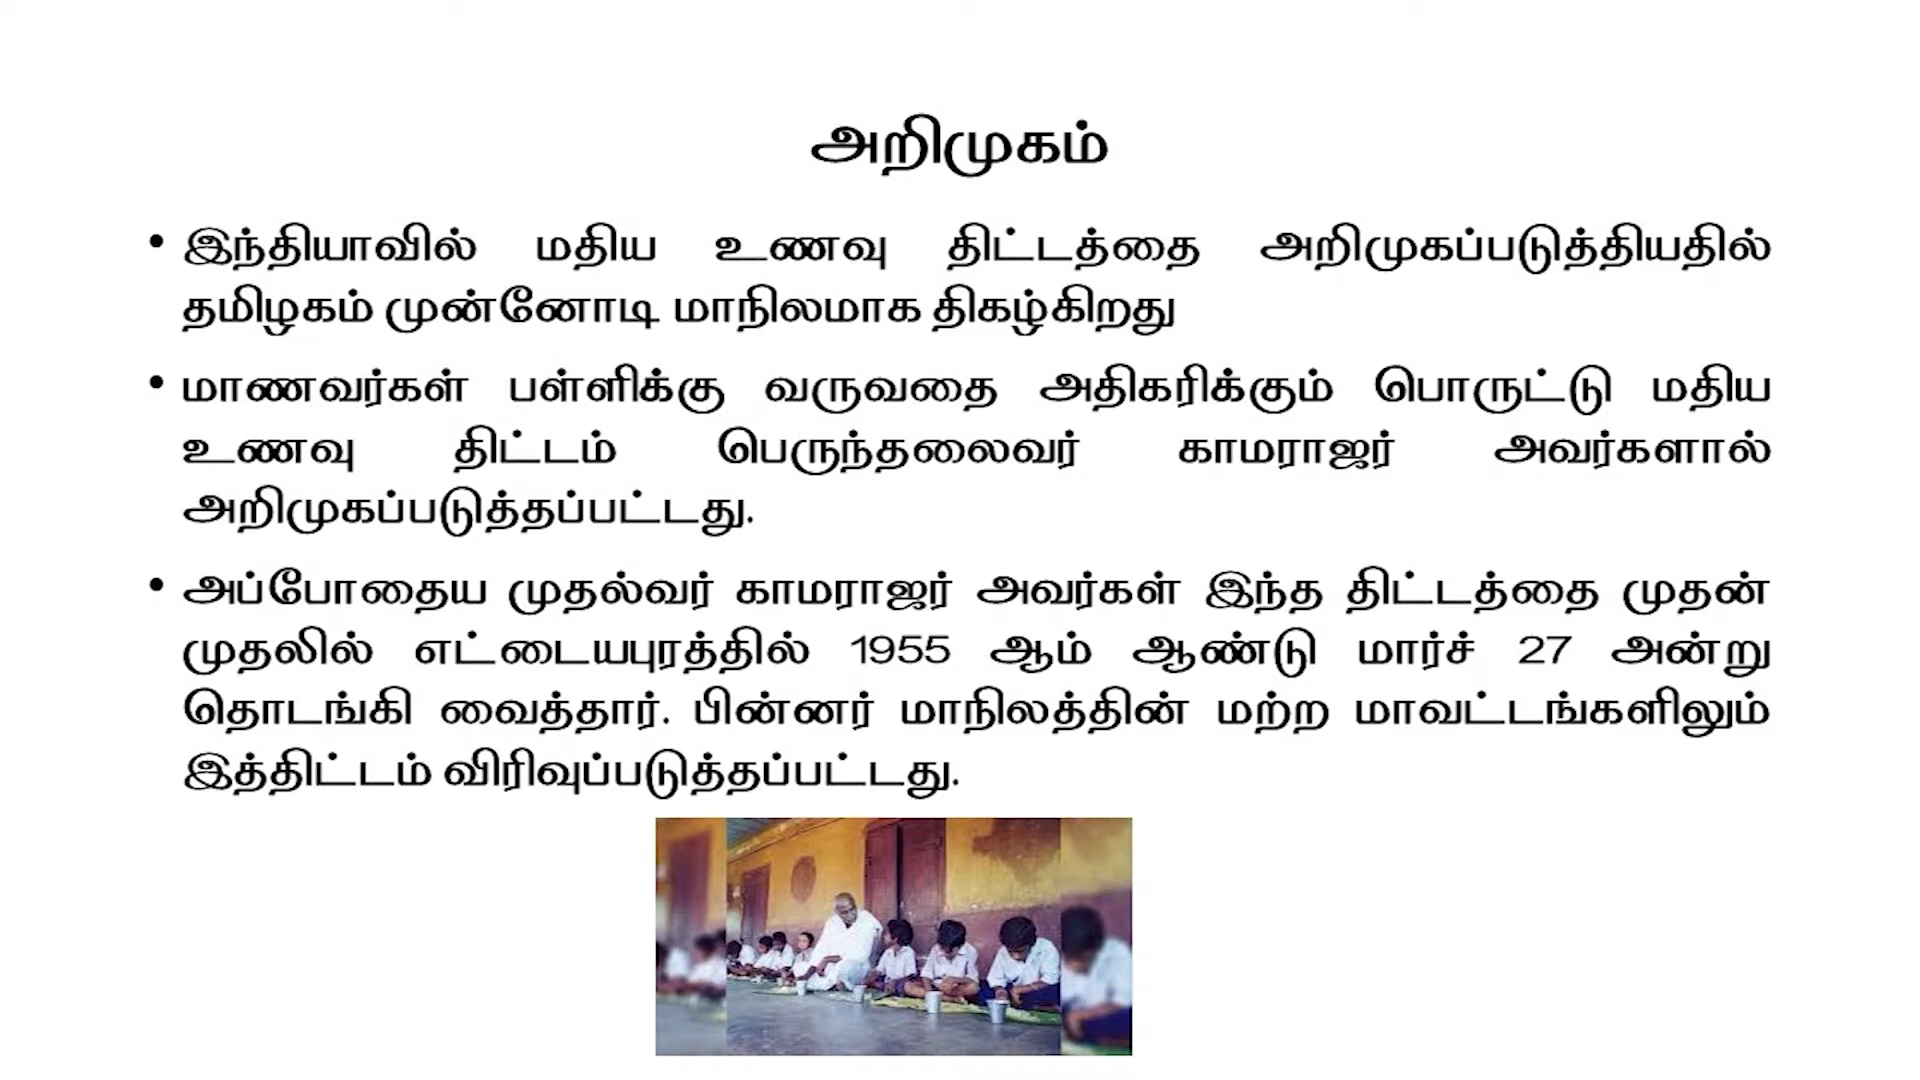 அறிமுகம்
• இந்தியாவில் மதிய உணவு திட்டத்தை அறிமுகப்படுத்தியதில்
தமிழகம் முன்னோடி மாநிலமாக திகழ்கிறது
• மாணவர்கள் பள்ளிக்கு வருவதை அதிகரிக்கும் பொருட்டு மதிய
உணவு திட்டம் பெருந்தலைவர் காமராஜர் அவர்களால்
அறிமுகப்படுத்தப்பட்டது.
• அப்போதைய முதல்வர் காமராஜர் அவர்கள் இந்த திட்டத்தை முதன்
முதலில் எட்டையபுரத்தில் 1955 ஆம் ஆண்டு மார்ச் 27 அன்று
தொடங்கி வைத்தார். பின்னர் மாநிலத்தின் மற்ற மாவட்டங்களிலும்
இத்திட்டம் விரிவுப்படுத்தப்பட்டது.